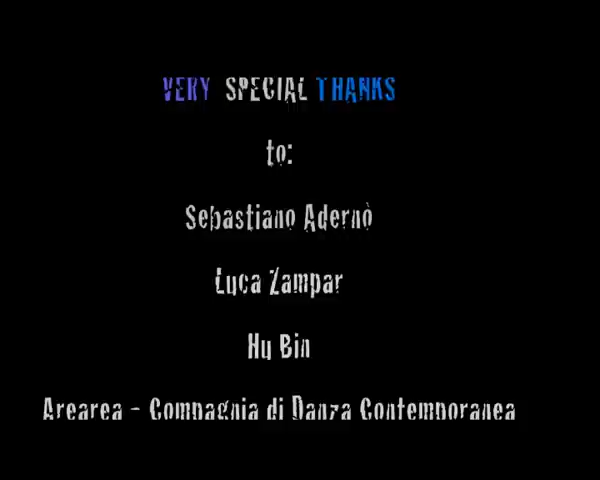 VERY SPECIAL THANKS
to:
Sebastiano Adernò
Luca Zampar
Hu Bin
Arearea - Compagnia di Danza Contemporanea